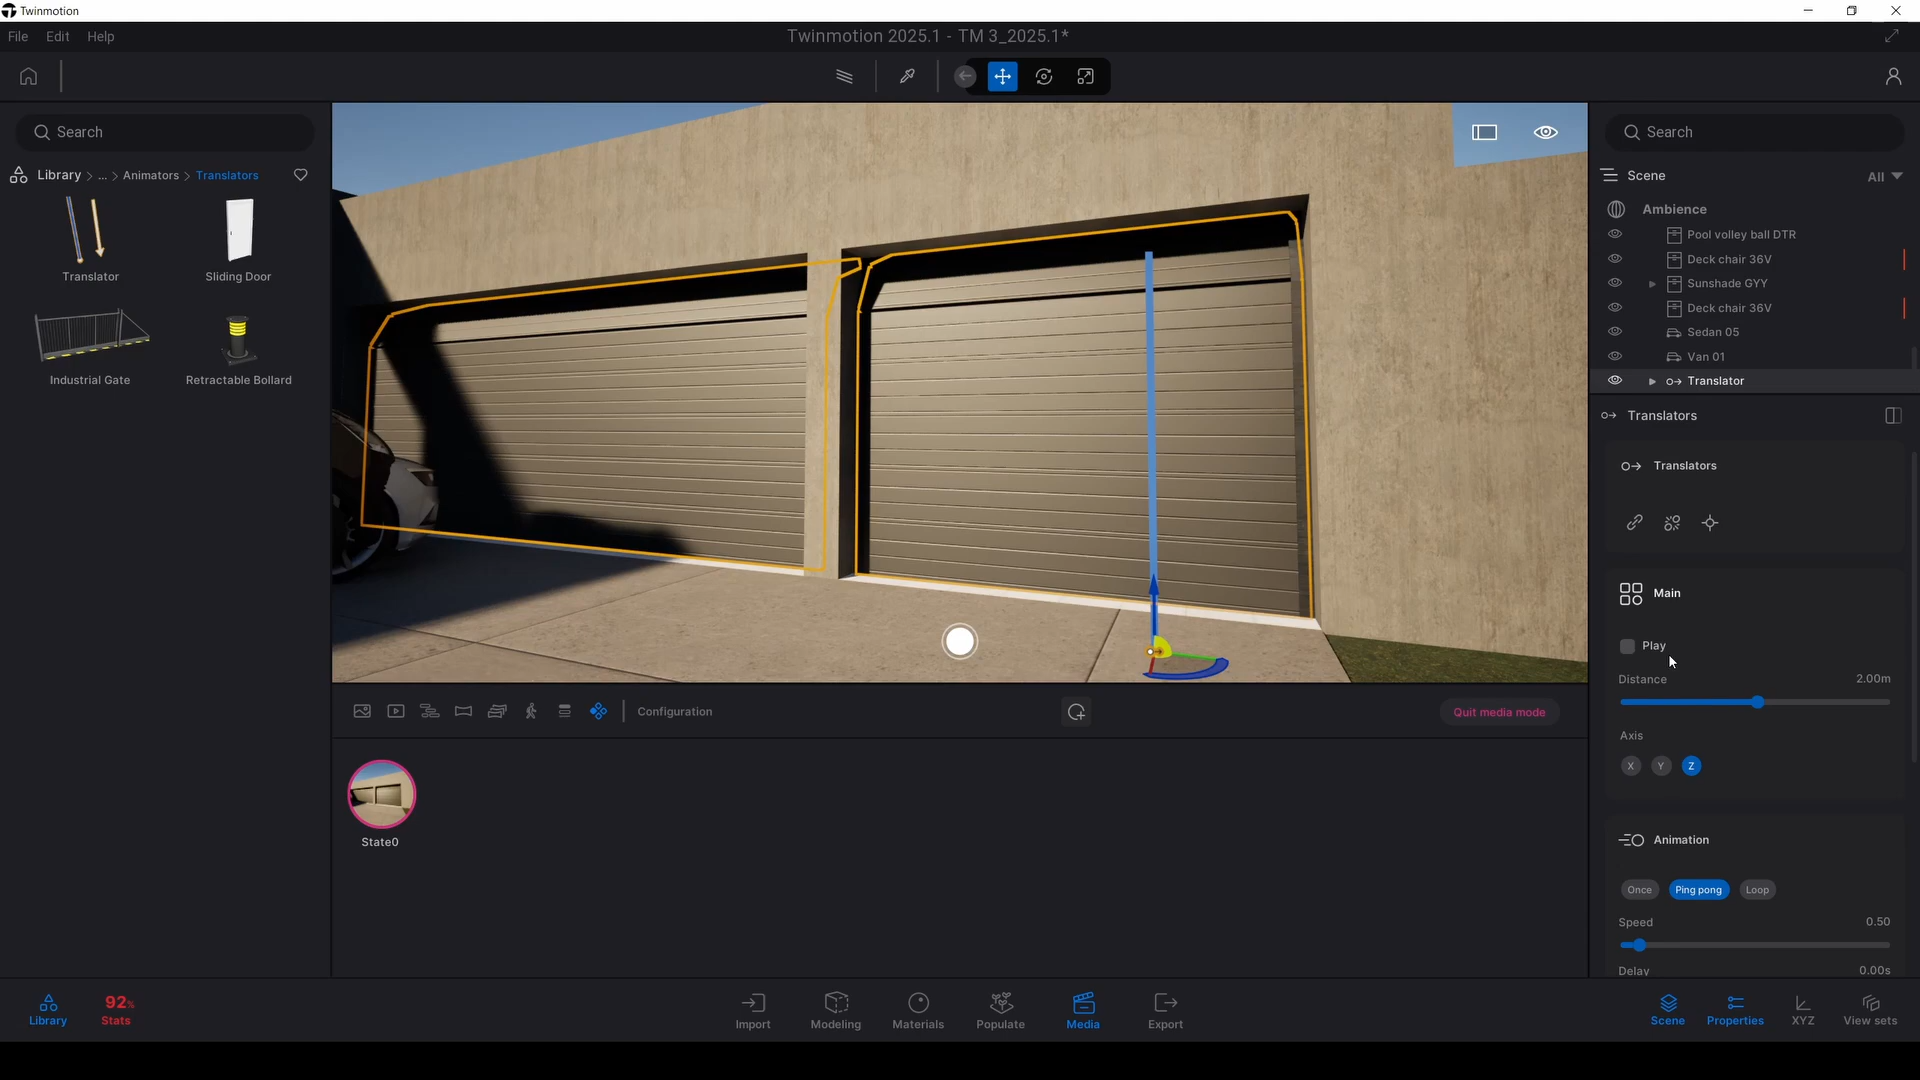 Twinmotion
File Edit Help
Twinmotion 2025.1 - TM 3_2025.1*
Search
Library > ... > Animators > Translators
Translator
Sliding Door
Industrial Gate
Retractable Bollard
Configuration
Quit media mode
State0
Search
Scene
All
Ambience
Pool volley ball DTR
Deck chair 36V
Sunshade GYY
Deck chair 36V
Sedan 05
Van 01
Translator
Translators
Translators
Main
Play
Distance 2.00m
Axis
X Y Z
Animation
Once Ping pong Loop
Speed 0.50
Delay 0.00s
Library
92%
Stats
Import
Modeling
Materials
Populate
Media
Export
Scene
Properties
XYZ
View sets